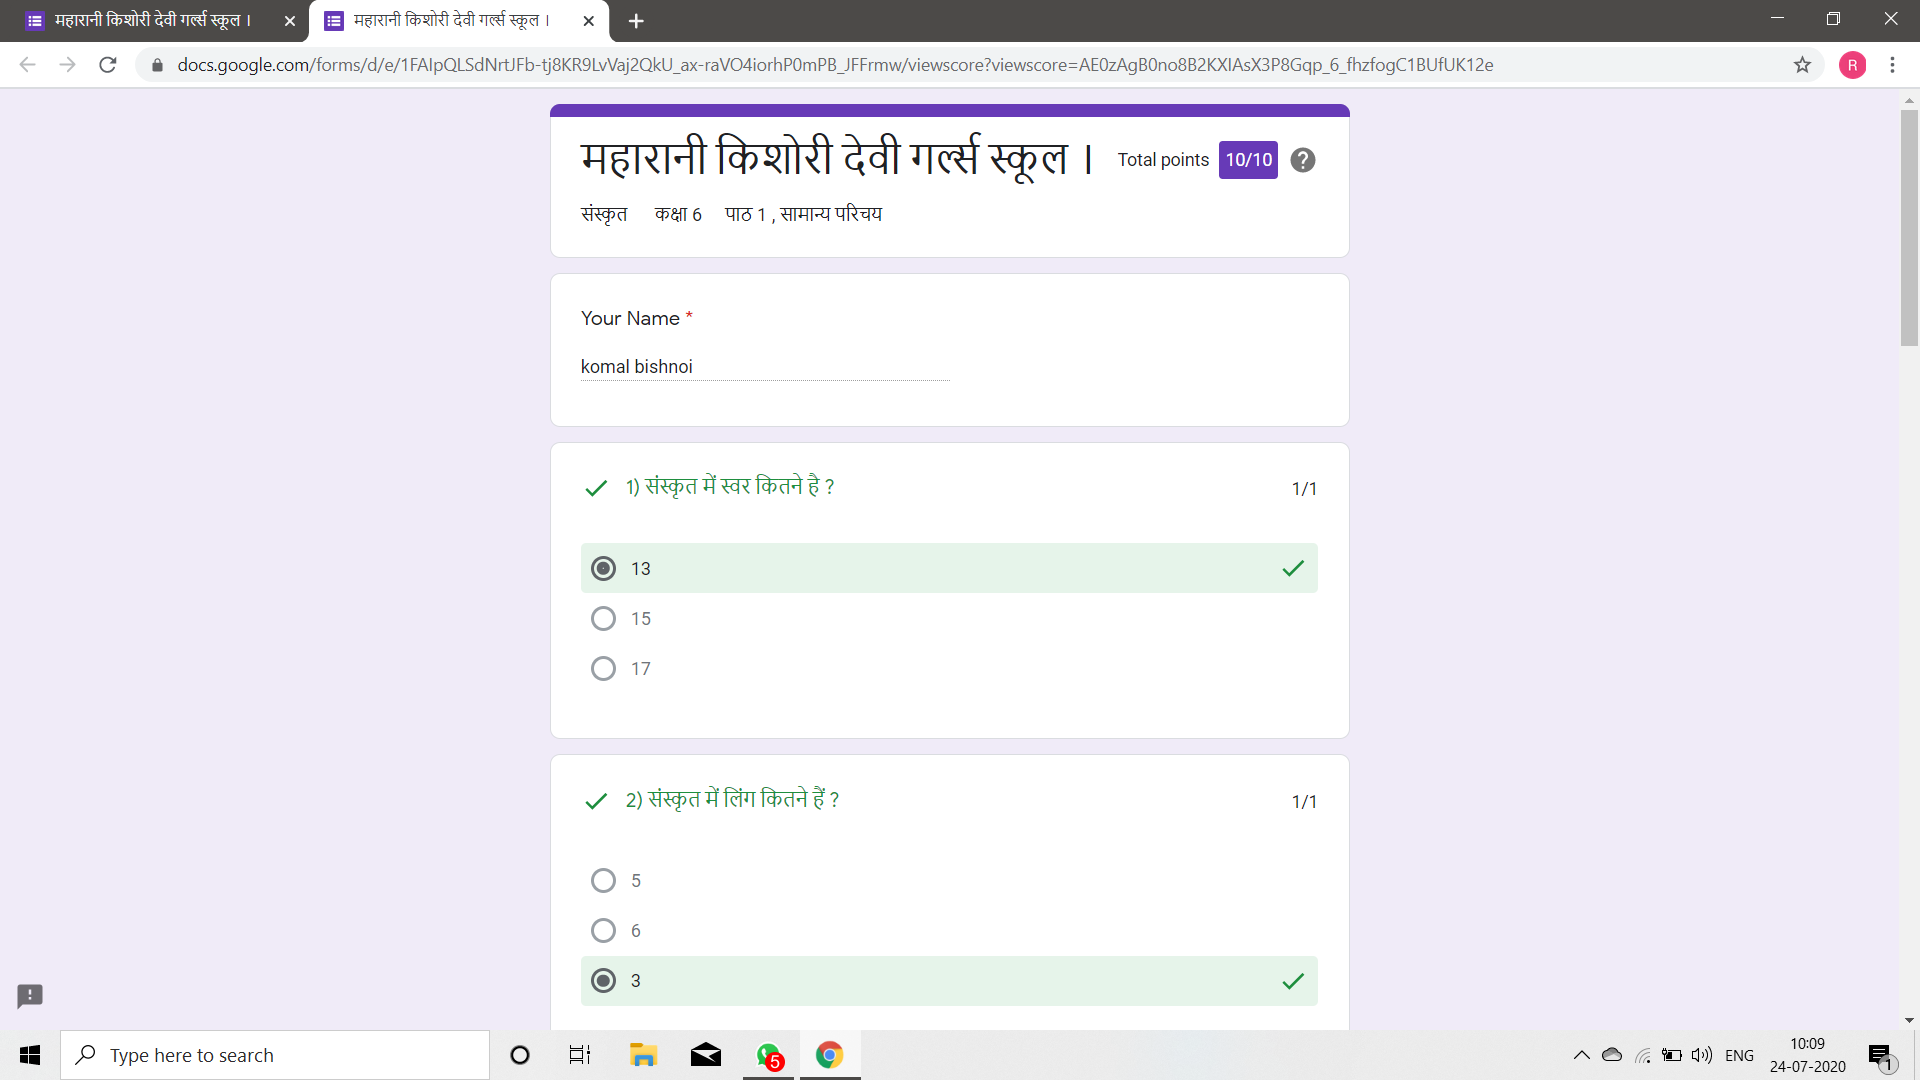 महारानी किशोरी देवी गर्ल्स स्कूल ।
महारानी किशोरी देवी गर्ल्स स्कूल ।
docs.google.com/forms/d/e/1FAIpQLSdNrtJFb-tj8KR9LvVaj2QkU_ax-raVO4iorhP0mPB_JFFrmw/viewscore?viewscore=AE0zAgB0no8B2KXIAsX3P8Gqp_6_fhzfogC1BUfUK12e
R
महारानी किशोरी देवी गर्ल्स स्कूल ।
Total points 10/10
संस्कृत कक्षा 6 पाठ 1 , सामान्य परिचय
Your Name *
komal bishnoi
1) संस्कृत में स्वर कितने है ?
1/1
13
15
17
2) संस्कृत में लिंग कितने हैं ?
1/1
5
6
3
Type here to search
5
ENG
10:09
24-07-2020
1